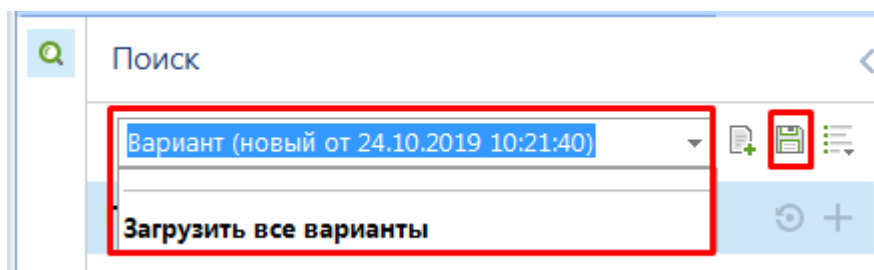 Поиск
Вариант (новый от 24.10.2019 10:21:40)
Загрузить все варианты